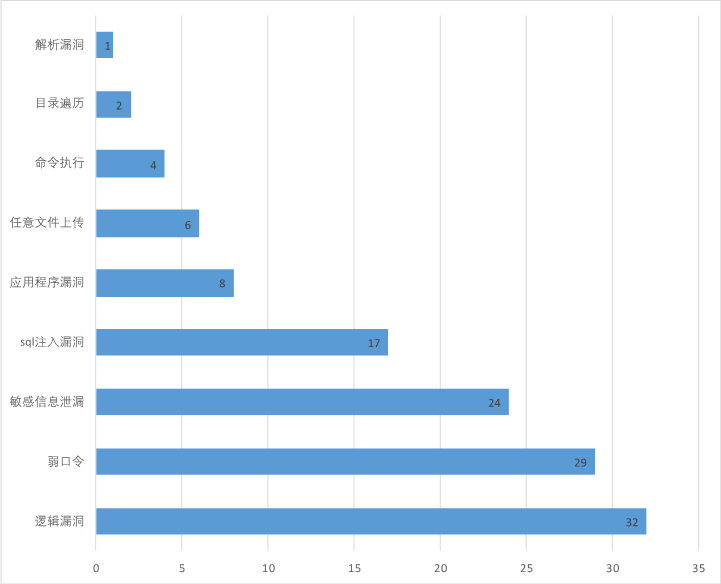 解析漏洞 1
目录遍历 2
命令执行 4
任意文件上传 6
应用程序漏洞 8
sql注入漏洞 17
敏感信息泄漏 24
弱口令 29
逻辑漏洞 32
0 5 10 15 20 25 30 35